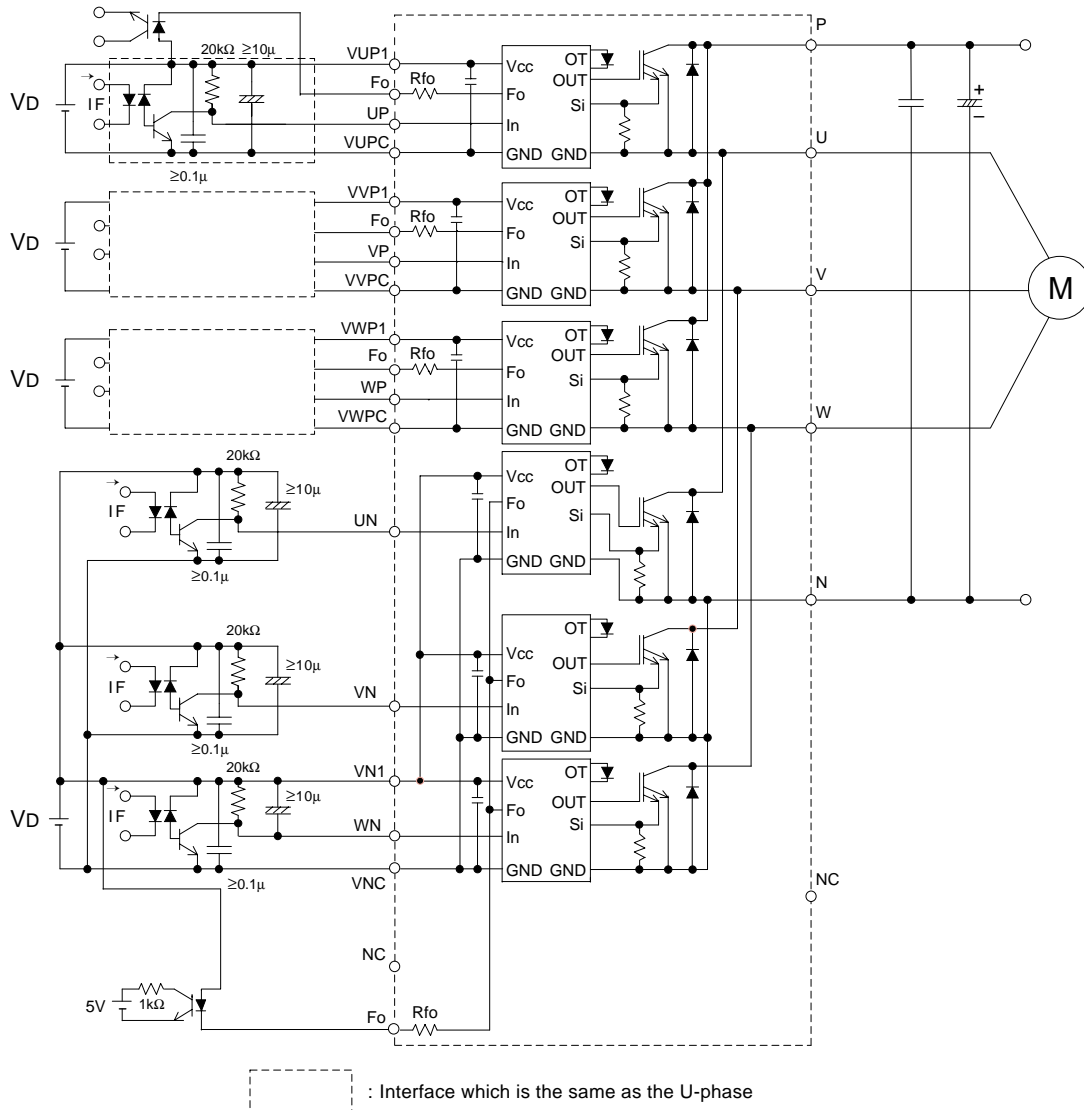 20kΩ ≥10μ
VUP1
Fo
Rfo
UP
VUPC
VD
→
IF
≥0.1μ
Vcc
Fo
In
GND GND
OT
OUT
Si
P
+
–
U
VVP1
Fo
Rfo
VP
VVPC
VD
Vcc
Fo
In
GND GND
OT
OUT
Si
V
M
VWP1
Fo
Rfo
WP
VWPC
VD
Vcc
Fo
In
GND GND
OT
OUT
Si
W
20kΩ
≥10μ
→
IF
≥0.1μ
UN
Vcc
Fo
In
GND GND
OT
OUT
Si
N
20kΩ
≥10μ
→
IF
≥0.1μ
VN
Vcc
Fo
In
GND GND
OT
OUT
Si
20kΩ
≥10μ
→
IF
VD
≥0.1μ
VN1
WN
VNC
Vcc
Fo
In
GND GND
OT
OUT
Si
NC
NC
5V
1kΩ
Fo
Rfo
: Interface which is the same as the U-phase